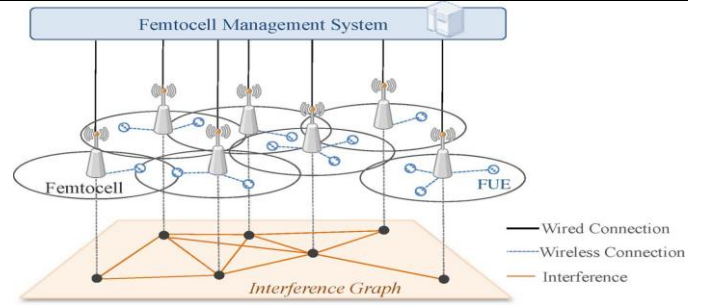 Femtocell Management System
Femtocell
FUE
Wired Connection
Wireless Connection
Interference
Interference Graph